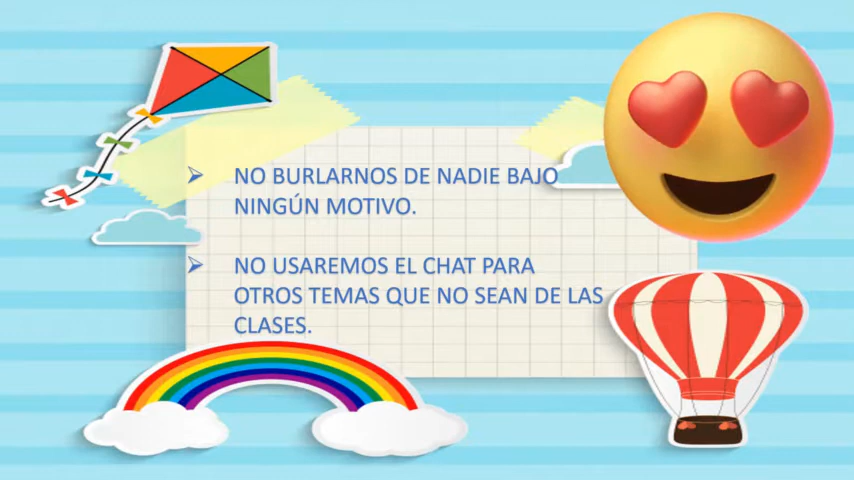 NO BURLARNOS DE NADIE BAJO
NINGÚN MOTIVO.
NO USAREMOS EL CHAT PARA
OTROS TEMAS QUE NO SEAN DE LAS
CLASES.